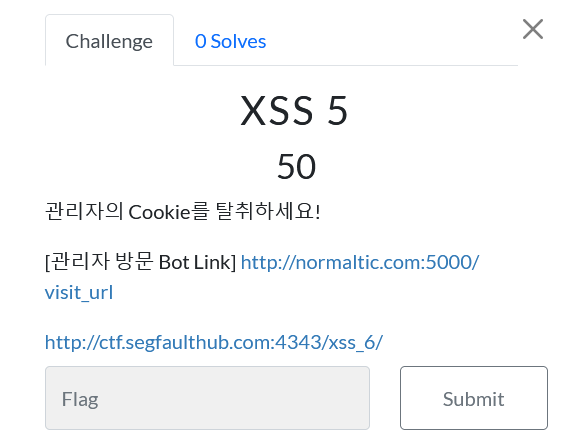 Challenge
0 Solves
XSS 5
50
관리자의 Cookie를 탈취하세요!
[관리자 방문 Bot Link] http://normaltic.com:5000/
visit_url
http://ctf.segfaulthub.com:4343/xss_6/
Flag
Submit